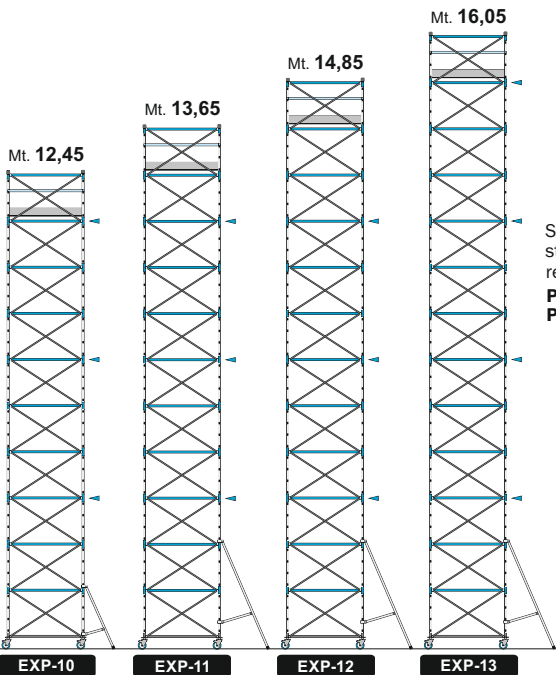 Mt. 16,05
Mt. 14,85
Mt. 13,65
Mt. 12,45
EXP-10
EXP-11
EXP-12
EXP-13